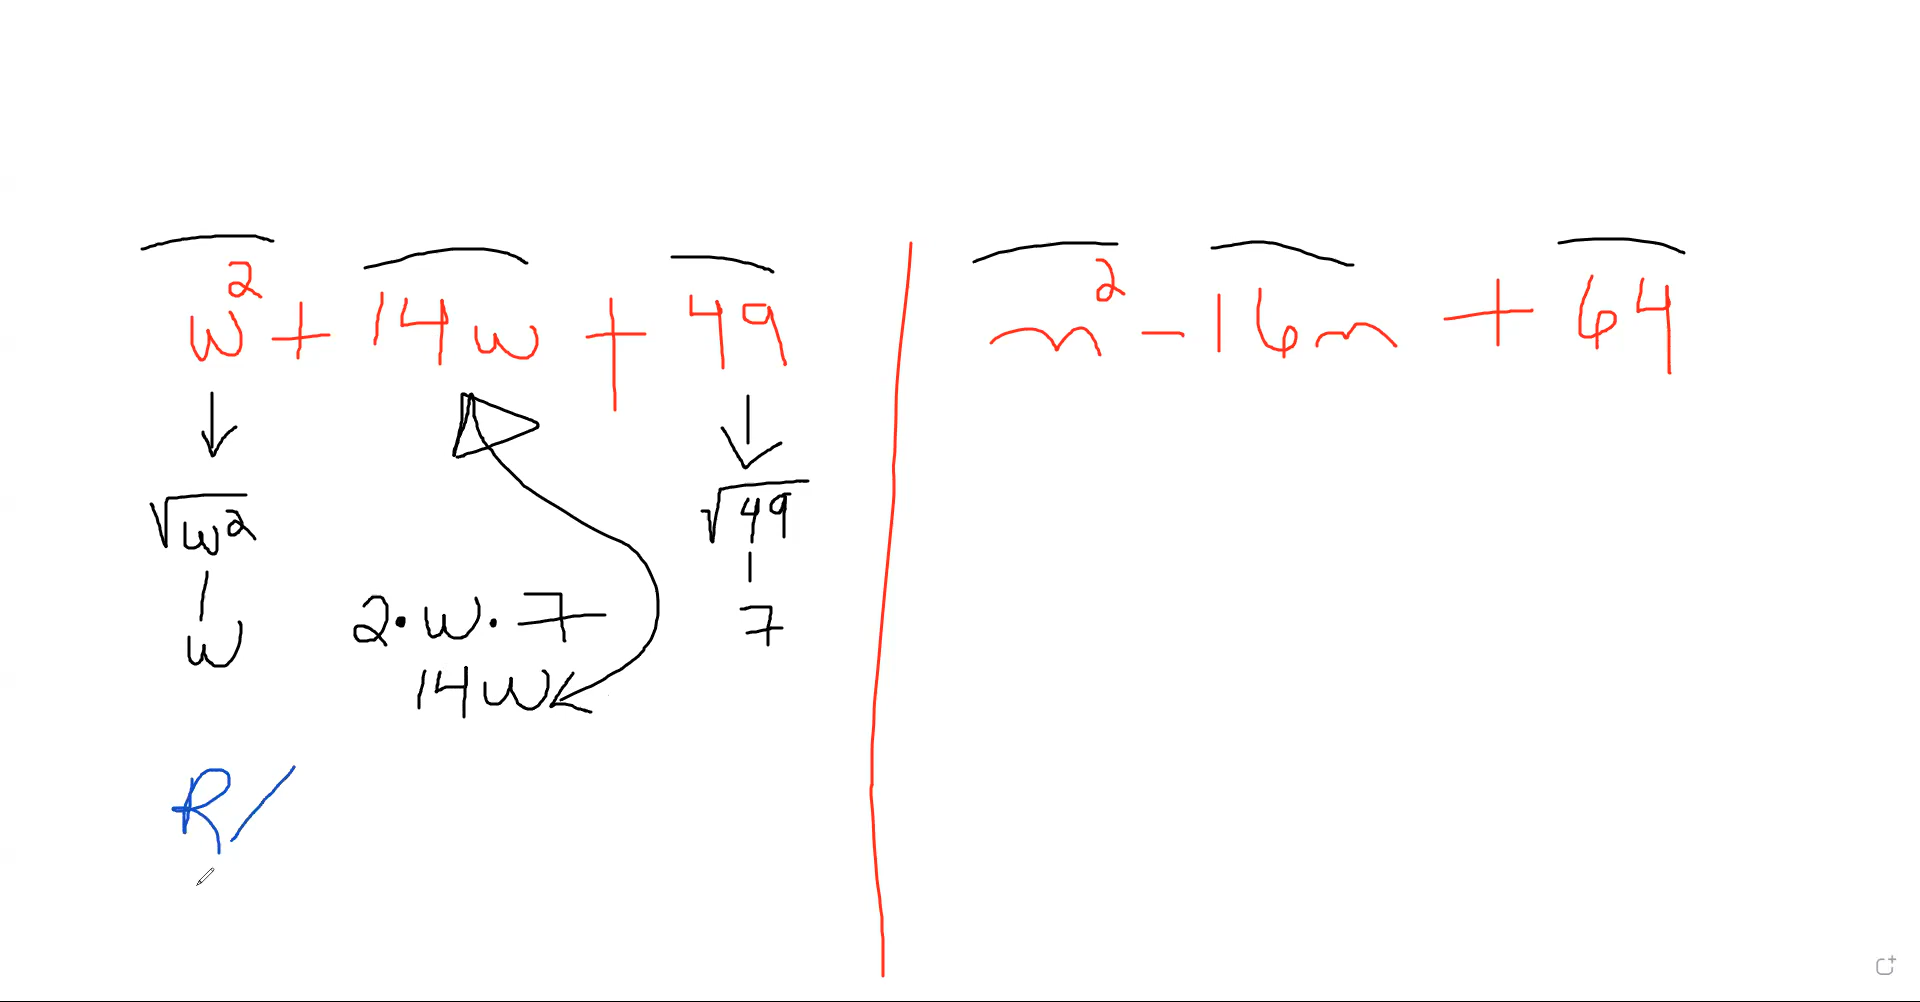 w² + 14w + 49
√w²
√49
w
2·w·7
7
14w
R/
m² - 16m + 64